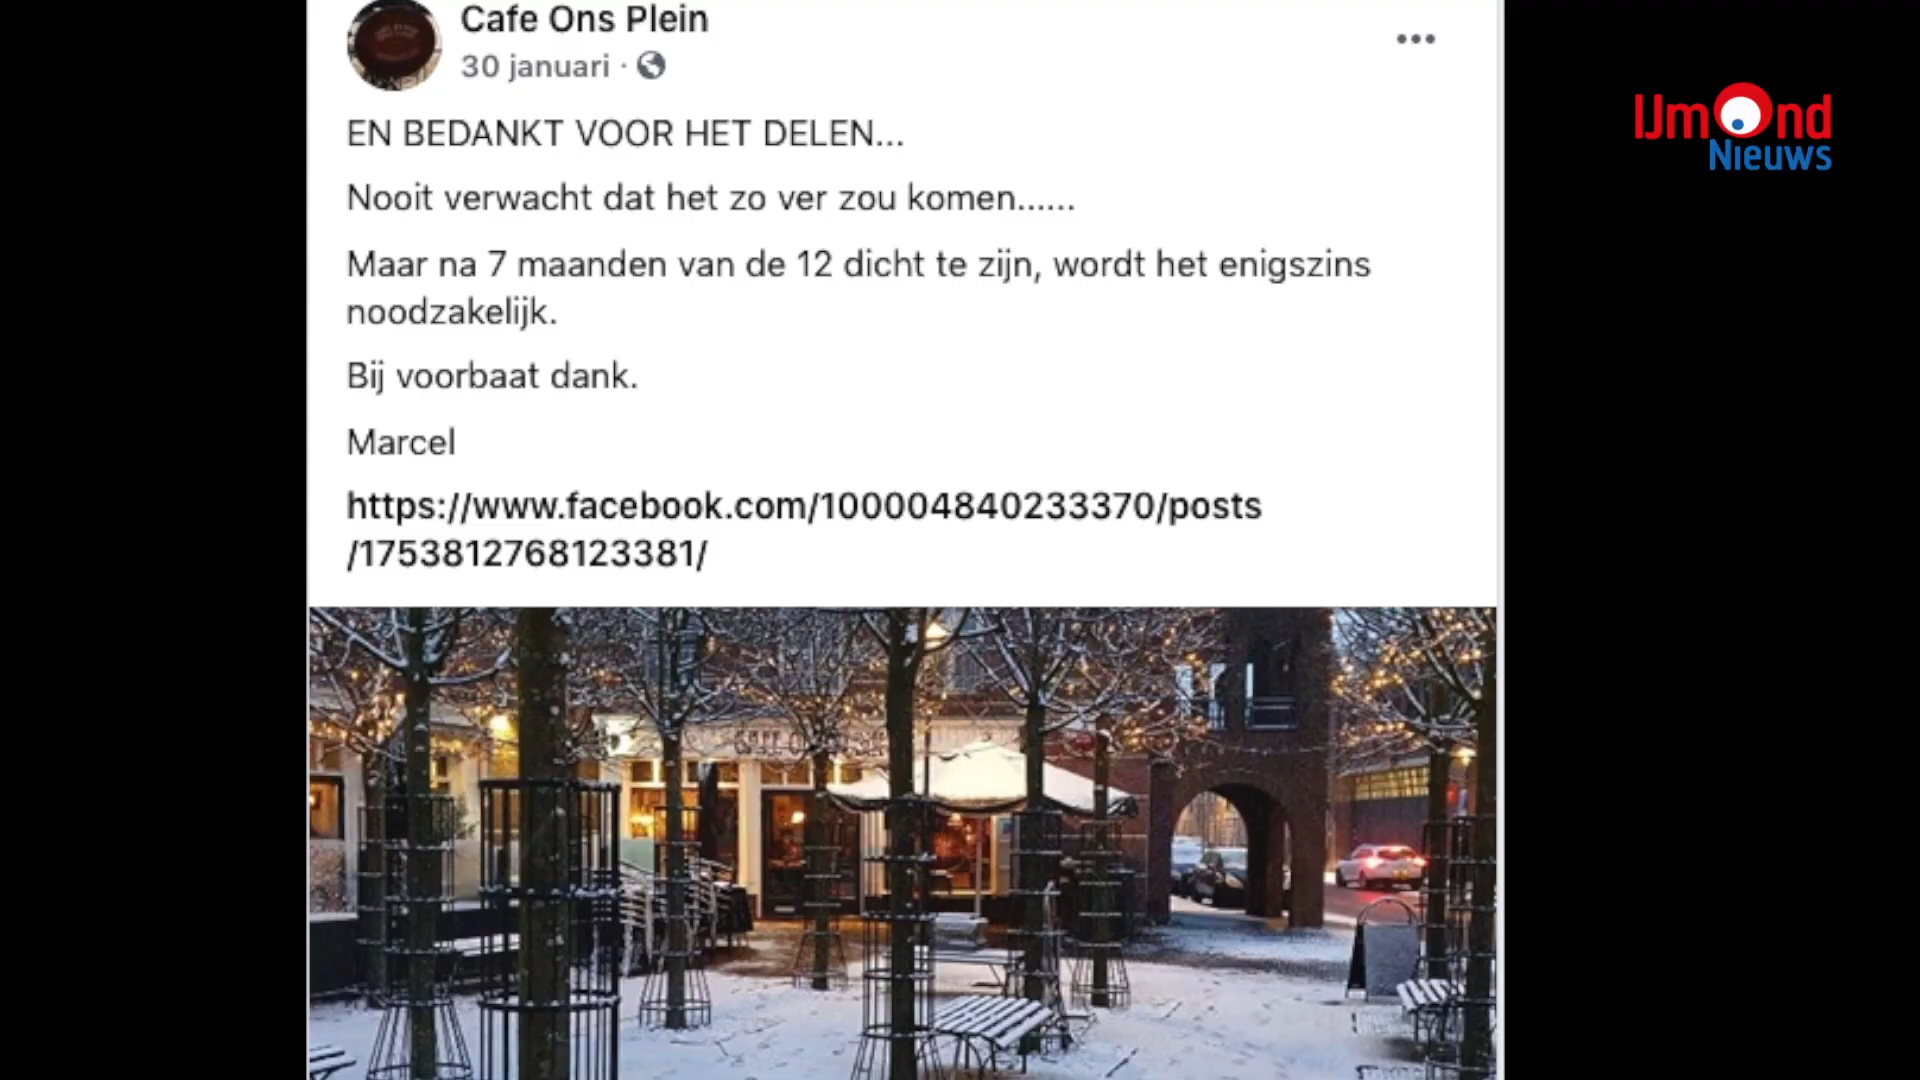 Cafe Ons Plein
30 januari ·
EN BEDANKT VOOR HET DELEN...
Nooit verwacht dat het zo ver zou komen......
Maar na 7 maanden van de 12 dicht te zijn, wordt het enigszins
noodzakelijk.
Bij voorbaat dank.
Marcel
https://www.facebook.com/100004840233370/posts
/1753812768123381/
IJmOnd
Nieuws